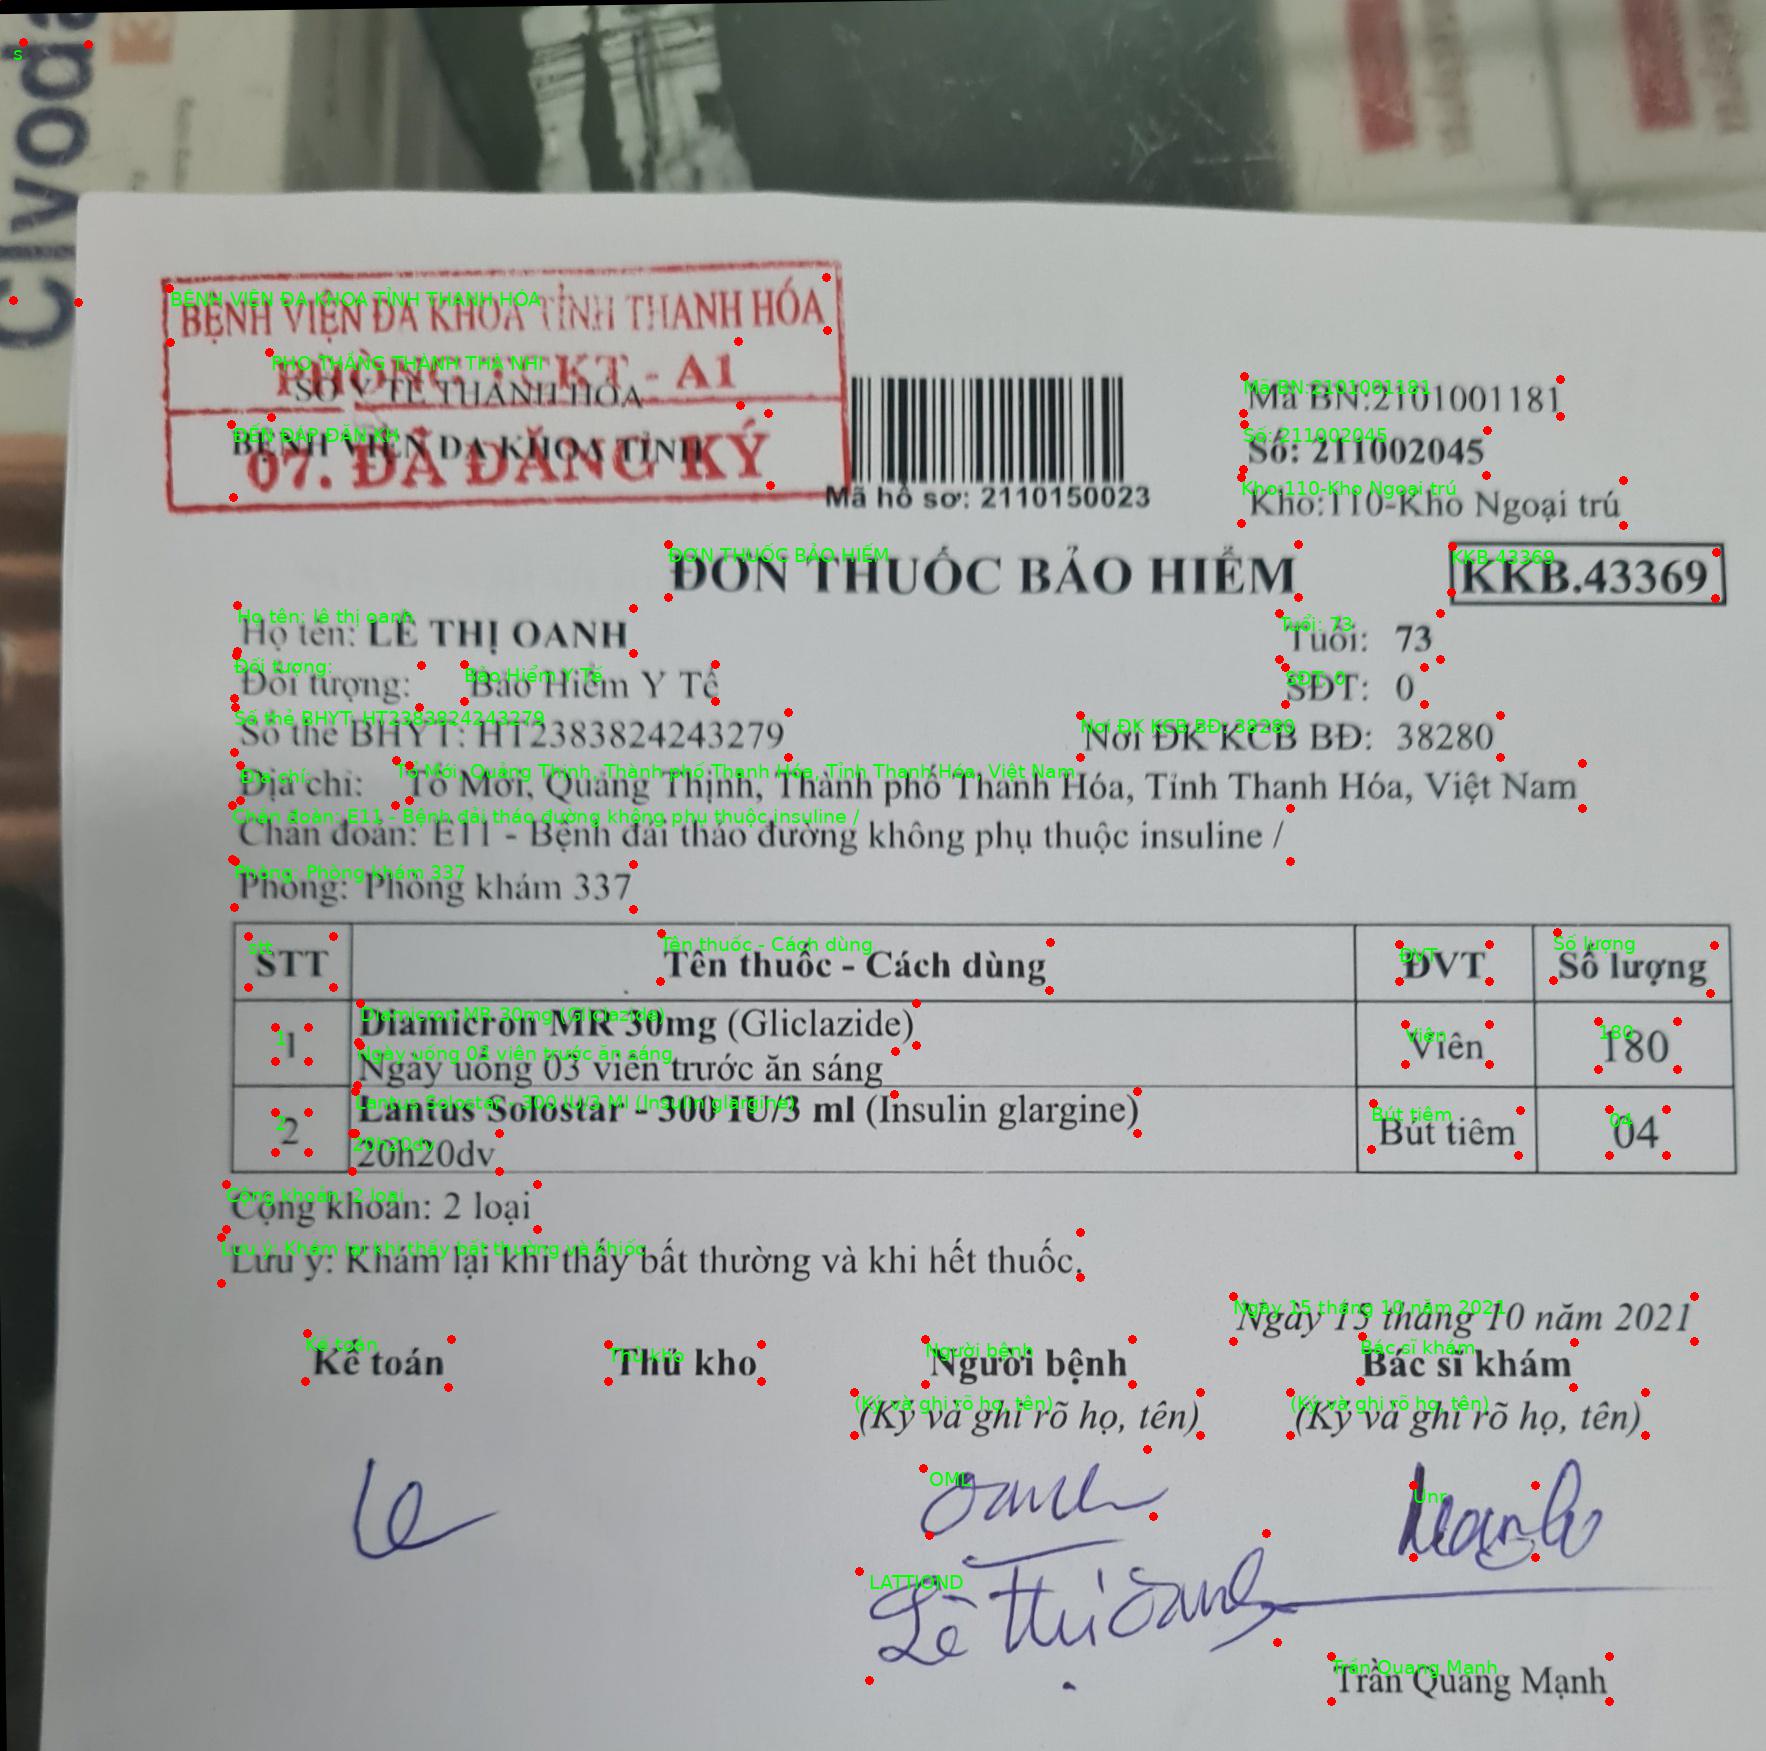 Clyoda
BỆNH VIỆN ĐA KHOA TỈNH THANH HÓA
PHÒNG TCKT - A1
SỞ Y TẾ THANH HÓA
BỆNH VIỆN ĐA KHOA TỈNH
07. ĐÃ ĐĂNG KÝ
Mã hồ sơ: 2110150023
Mã BN:2101001181
Số: 211002045
Kho:110-Kho Ngoại trú
ĐƠN THUỐC BẢO HIỂM
KKB.43369
Họ tên: LÊ THỊ OANH Tuổi: 73
Đối tượng: Bảo Hiểm Y Tế SĐT: 0
Số thẻ BHYT: HT2383824243279 Nơi ĐK KCB BĐ: 38280
Địa chỉ: Tổ Mới, Quảng Thịnh, Thành phố Thanh Hóa, Tỉnh Thanh Hóa, Việt Nam
Chẩn đoàn: E11 - Bệnh đái tháo đường không phụ thuộc insuline /
Phòng: Phòng khám 337
STT Tên thuốc - Cách dùng ĐVT Số lượng
1 Diamicron MR 30mg (Gliclazide) Viên 180
Ngày uống 03 viên trước ăn sáng
2 Lantus Solostar - 300 IU/3 ml (Insulin glargine) Bút tiêm 04
20h20dv
Cộng khoản: 2 loại
Lưu ý: Khám lại khi thấy bất thường và khi hết thuốc.
Ngày 15 tháng 10 năm 2021
Kế toán Thủ kho Người bệnh Bác sĩ khám
(Ký và ghi rõ họ, tên) (Ký và ghi rõ họ, tên)
Oanh
Lê Thị Oanh
Trần Quang Mạnh